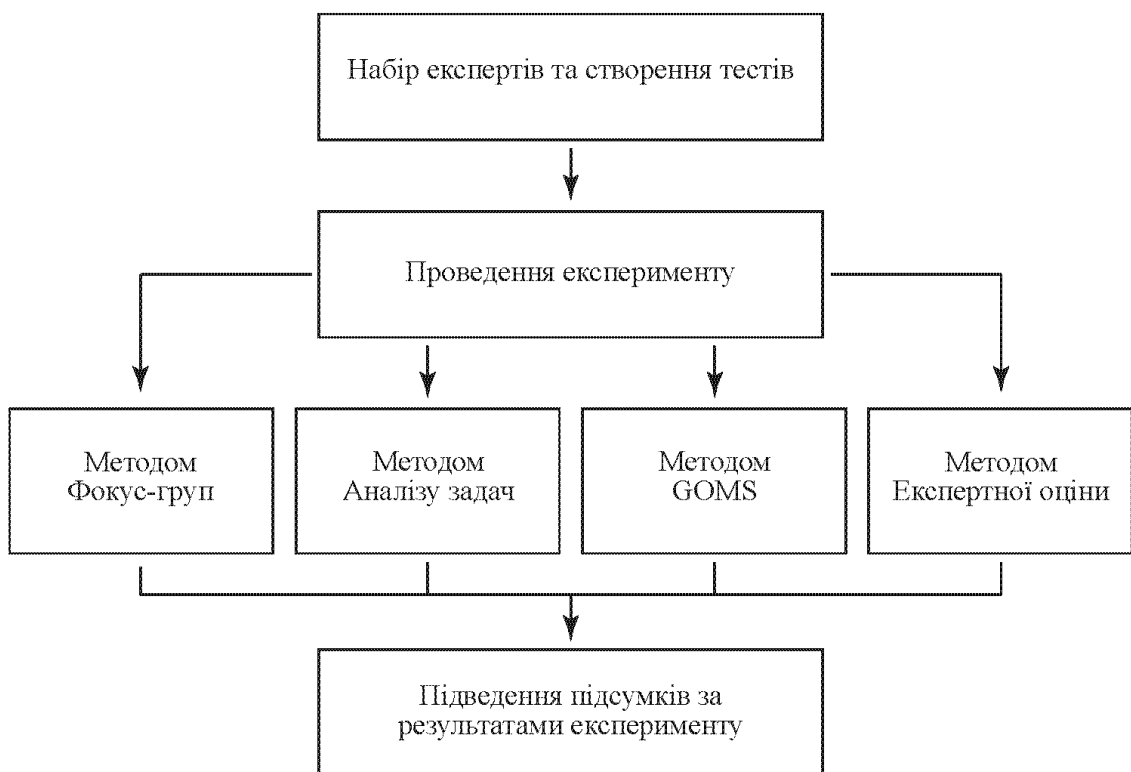 Набір експертів та створення тестів
Проведення експерименту
Методом
Фокус-груп
Методом
Аналізу задач
Методом
GOMS
Методом
Експертної оціни
Підведення підсумків за
результатами експерименту